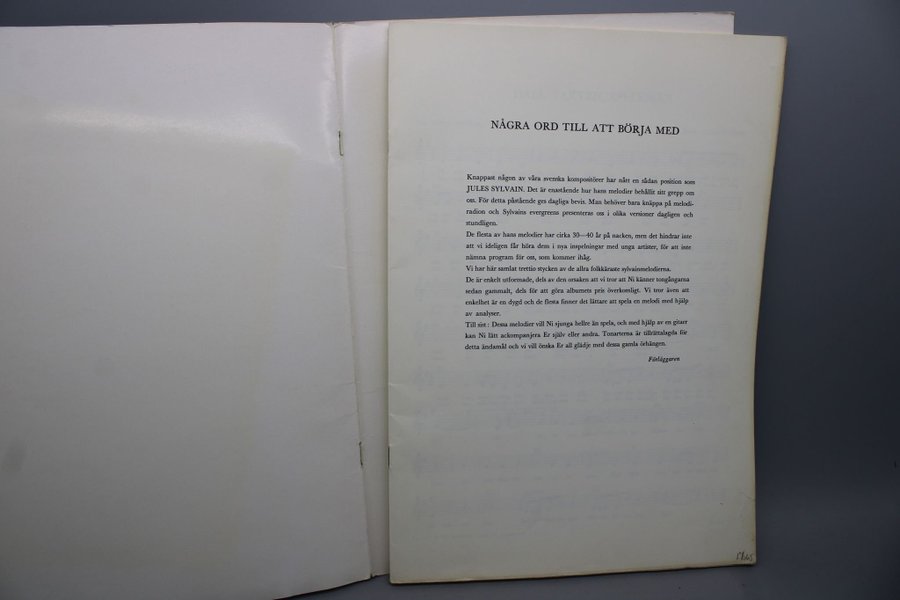 NÅGRA ORD TILL ATT BÖRJA MED
Knappast någon av våra svenska kompositörer har nått en sådan position som
JULES SYLVAIN. Det är enastående hur hans melodier behållit sitt grepp om
oss. För detta påstående ges dagliga bevis. Man behöver bara knäppa på melodi-
radion och Sylvains evergreens presenteras oss i olika versioner dagligen och
stundligen.
De flesta av hans melodier har cirka 30—40 år på nacken, men det hindrar inte
att vi ideligen får höra dem i nya inspelningar med unga artister, för att inte
nämna program för oss, som kommer ihåg.
Vi har här samlat trettio stycken av de allra folkkäraste sylvainmelodierna.
De är enkelt utformade, dels av den orsaken att vi tror att Ni känner tongångarna
sedan gammalt, dels för att göra albumets pris överkomligt. Vi tror även att
enkelhet är en dygd och de flesta finner det lättare att spela en melodi med hjälp
av analyser.
Till sist: Dessa melodier vill Ni sjunga hellre än spela, och med hjälp av en gitarr
kan Ni lätt ackompanjera Er själv eller andra. Tonarterna är tillrättalagda för
detta ändamål och vi vill önska Er all glädje med dessa gamla örhängen.
Förläggaren